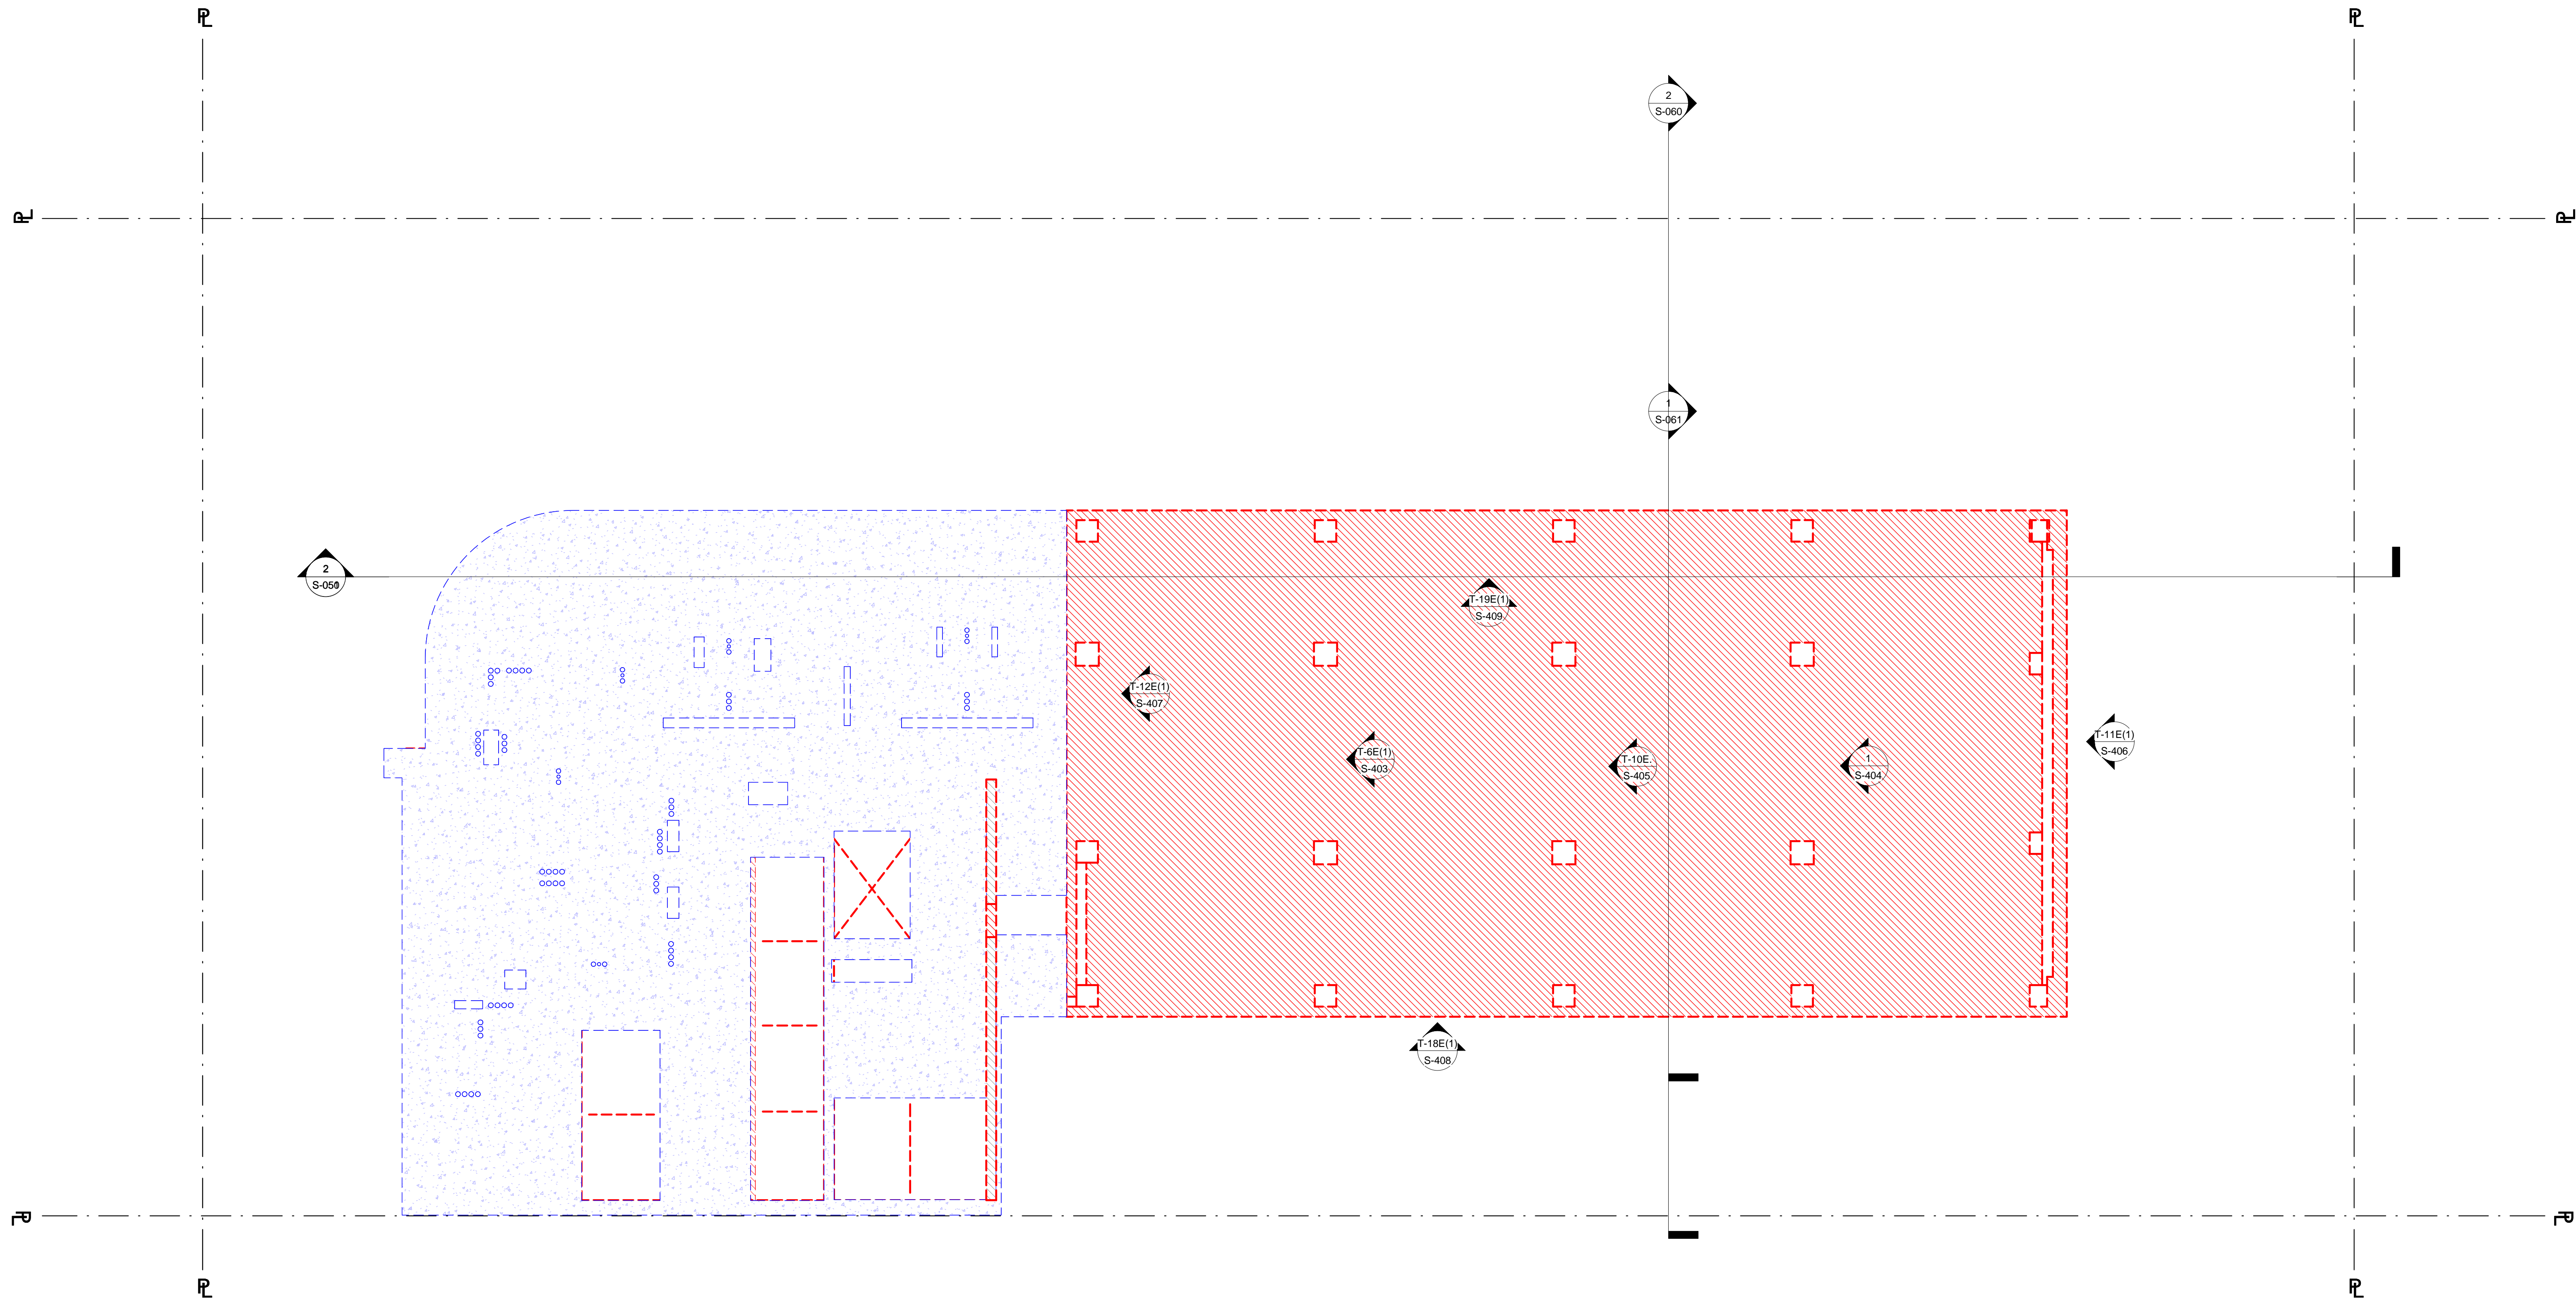 PL
PL
2
S-060
PL
PL
1
S-061
2
T-19E(1)
S-409
T-12E(1)
S-407
T-11E(1)
S-406
T-6E(1)
S-403
T-10E.
S-405
1
S-404
T-18E(1)
S-408
PL
PL
PL
PL